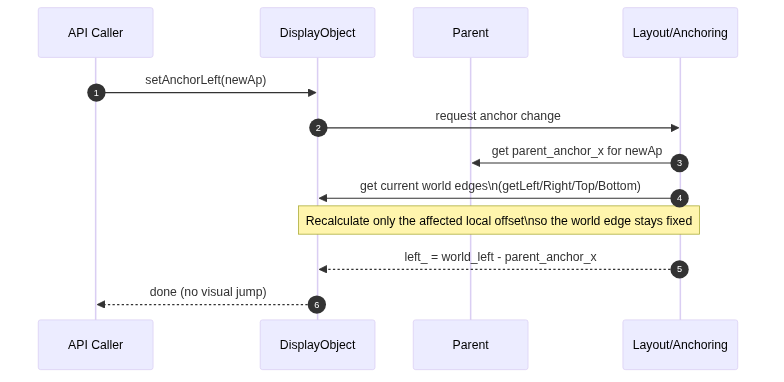 API Caller
DisplayObject
Parent
Layout/Anchoring
setAnchorLeft(newAp)
1
request anchor change
2
get parent_anchor_x for newAp
3
get current world edges\n(getLeft/Right/Top/Bottom)
4
Recalculate only the affected local offset\nso the world edge stays fixed
left_ = world_left - parent_anchor_x
5
done (no visual jump)
6
API Caller
DisplayObject
Parent
Layout/Anchoring